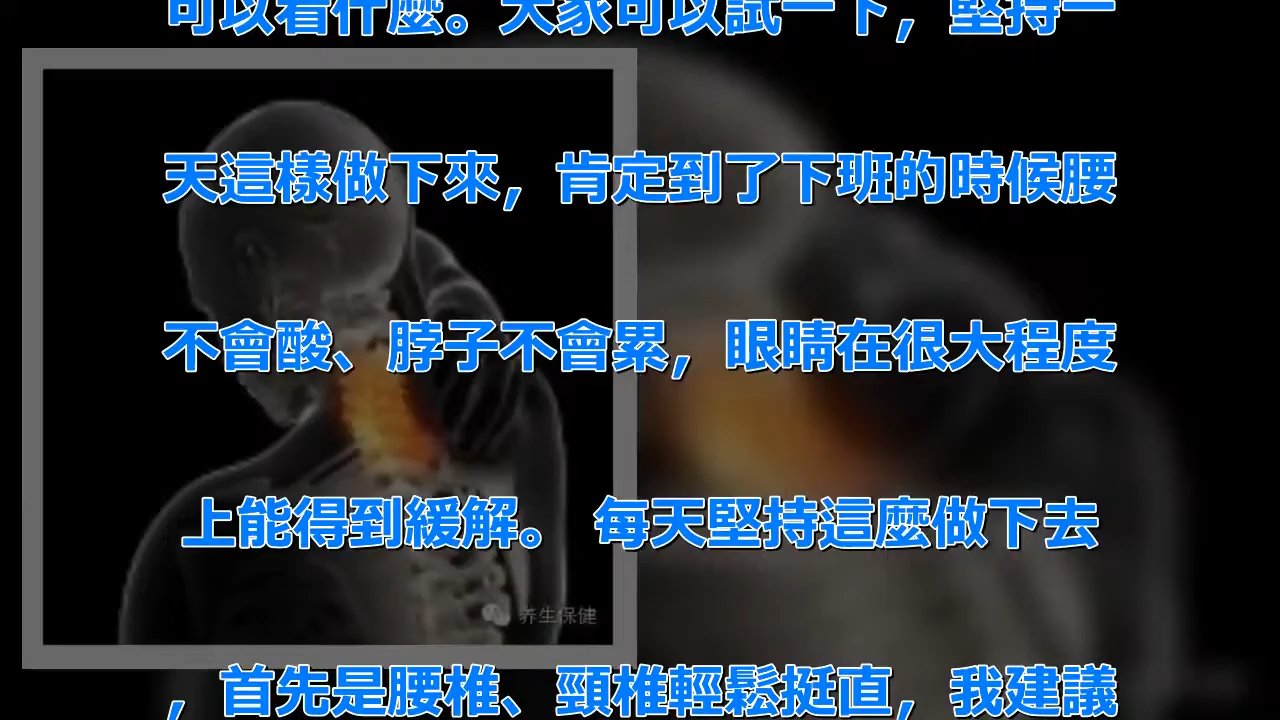 可以看什麼。大家可以試一下，堅持一
天這樣做下來，肯定到了下班的時候腰
不會酸、脖子不會累，眼睛在很大程度
上能得到緩解。 每天堅持這麼做下去
，首先是腰椎、頸椎輕鬆挺直，我建議
养生保健